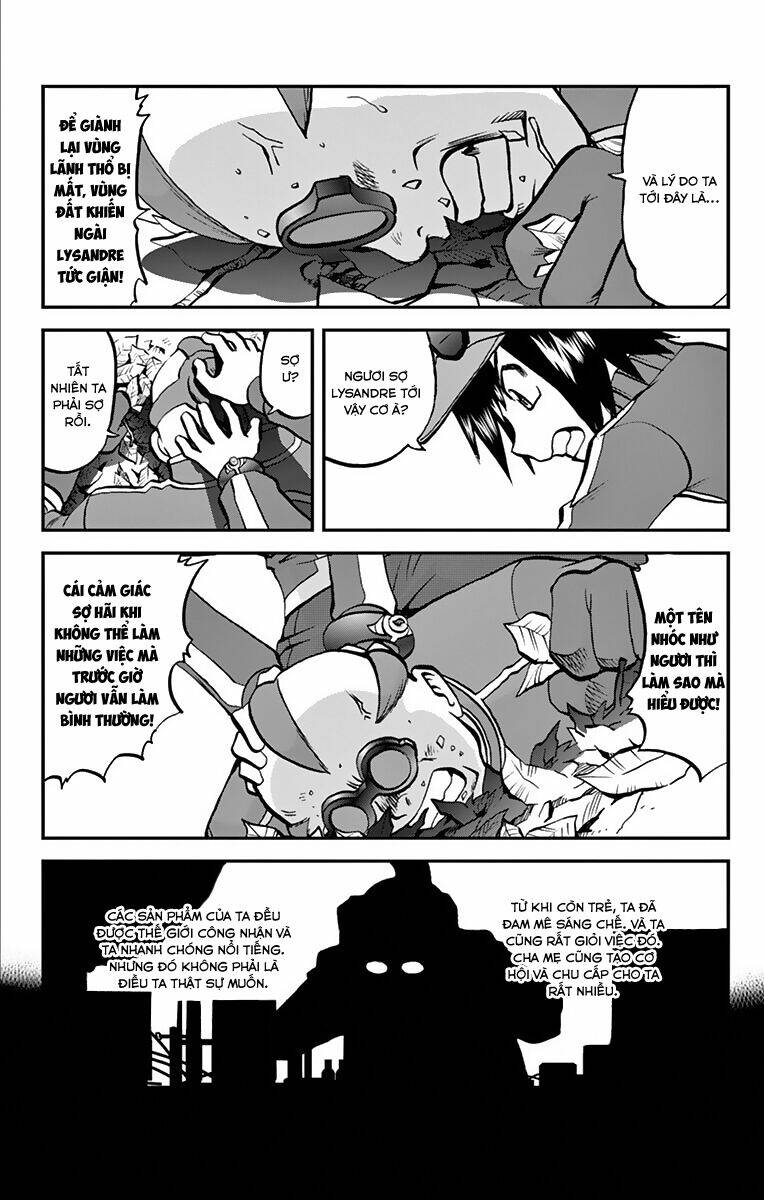 VÀ LÝ DO TA
TỚI ĐÂY LÀ...
ĐỂ GIÀNH
LẠI VÙNG
LÃNH THỔ BỊ
MẤT, VÙNG
ĐẤT KHIẾN
NGÀI
LYSANDRE
TỨC GIẬN!
NGƯƠI SỢ
LYSANDRE TỚI
VẬY CƠ À?
SỢ
Ư?
TẤT
NHIÊN TA
PHẢI SỢ
RỒI.
MỘT TÊN
NHÓC NHƯ
NGƯƠI THÌ
LÀM SAO MÀ
HIỂU ĐƯỢC!
CÁI CẢM GIÁC
SỢ HÃI KHI
KHÔNG THỂ LÀM
NHỮNG VIỆC MÀ
TRƯỚC GIỜ
NGƯƠI VẪN LÀM
BÌNH THƯỜNG!
TỪ KHI CÒN TRẺ, TA ĐÃ
ĐAM MÊ SÁNG CHẾ. VÀ TA
CŨNG RẤT GIỎI VIỆC ĐÓ.
CHA MẸ CŨNG TẠO CƠ
HỘI VÀ CHU CẤP CHO TA
RẤT NHIỀU.
CÁC SẢN PHẨM CỦA TA ĐỀU
ĐƯỢC THẾ GIỚI CÔNG NHẬN VÀ
TA NHANH CHÓNG NỔI TIẾNG.
NHƯNG ĐÓ KHÔNG PHẢI LÀ
ĐIỀU TA THẬT SỰ MUỐN.